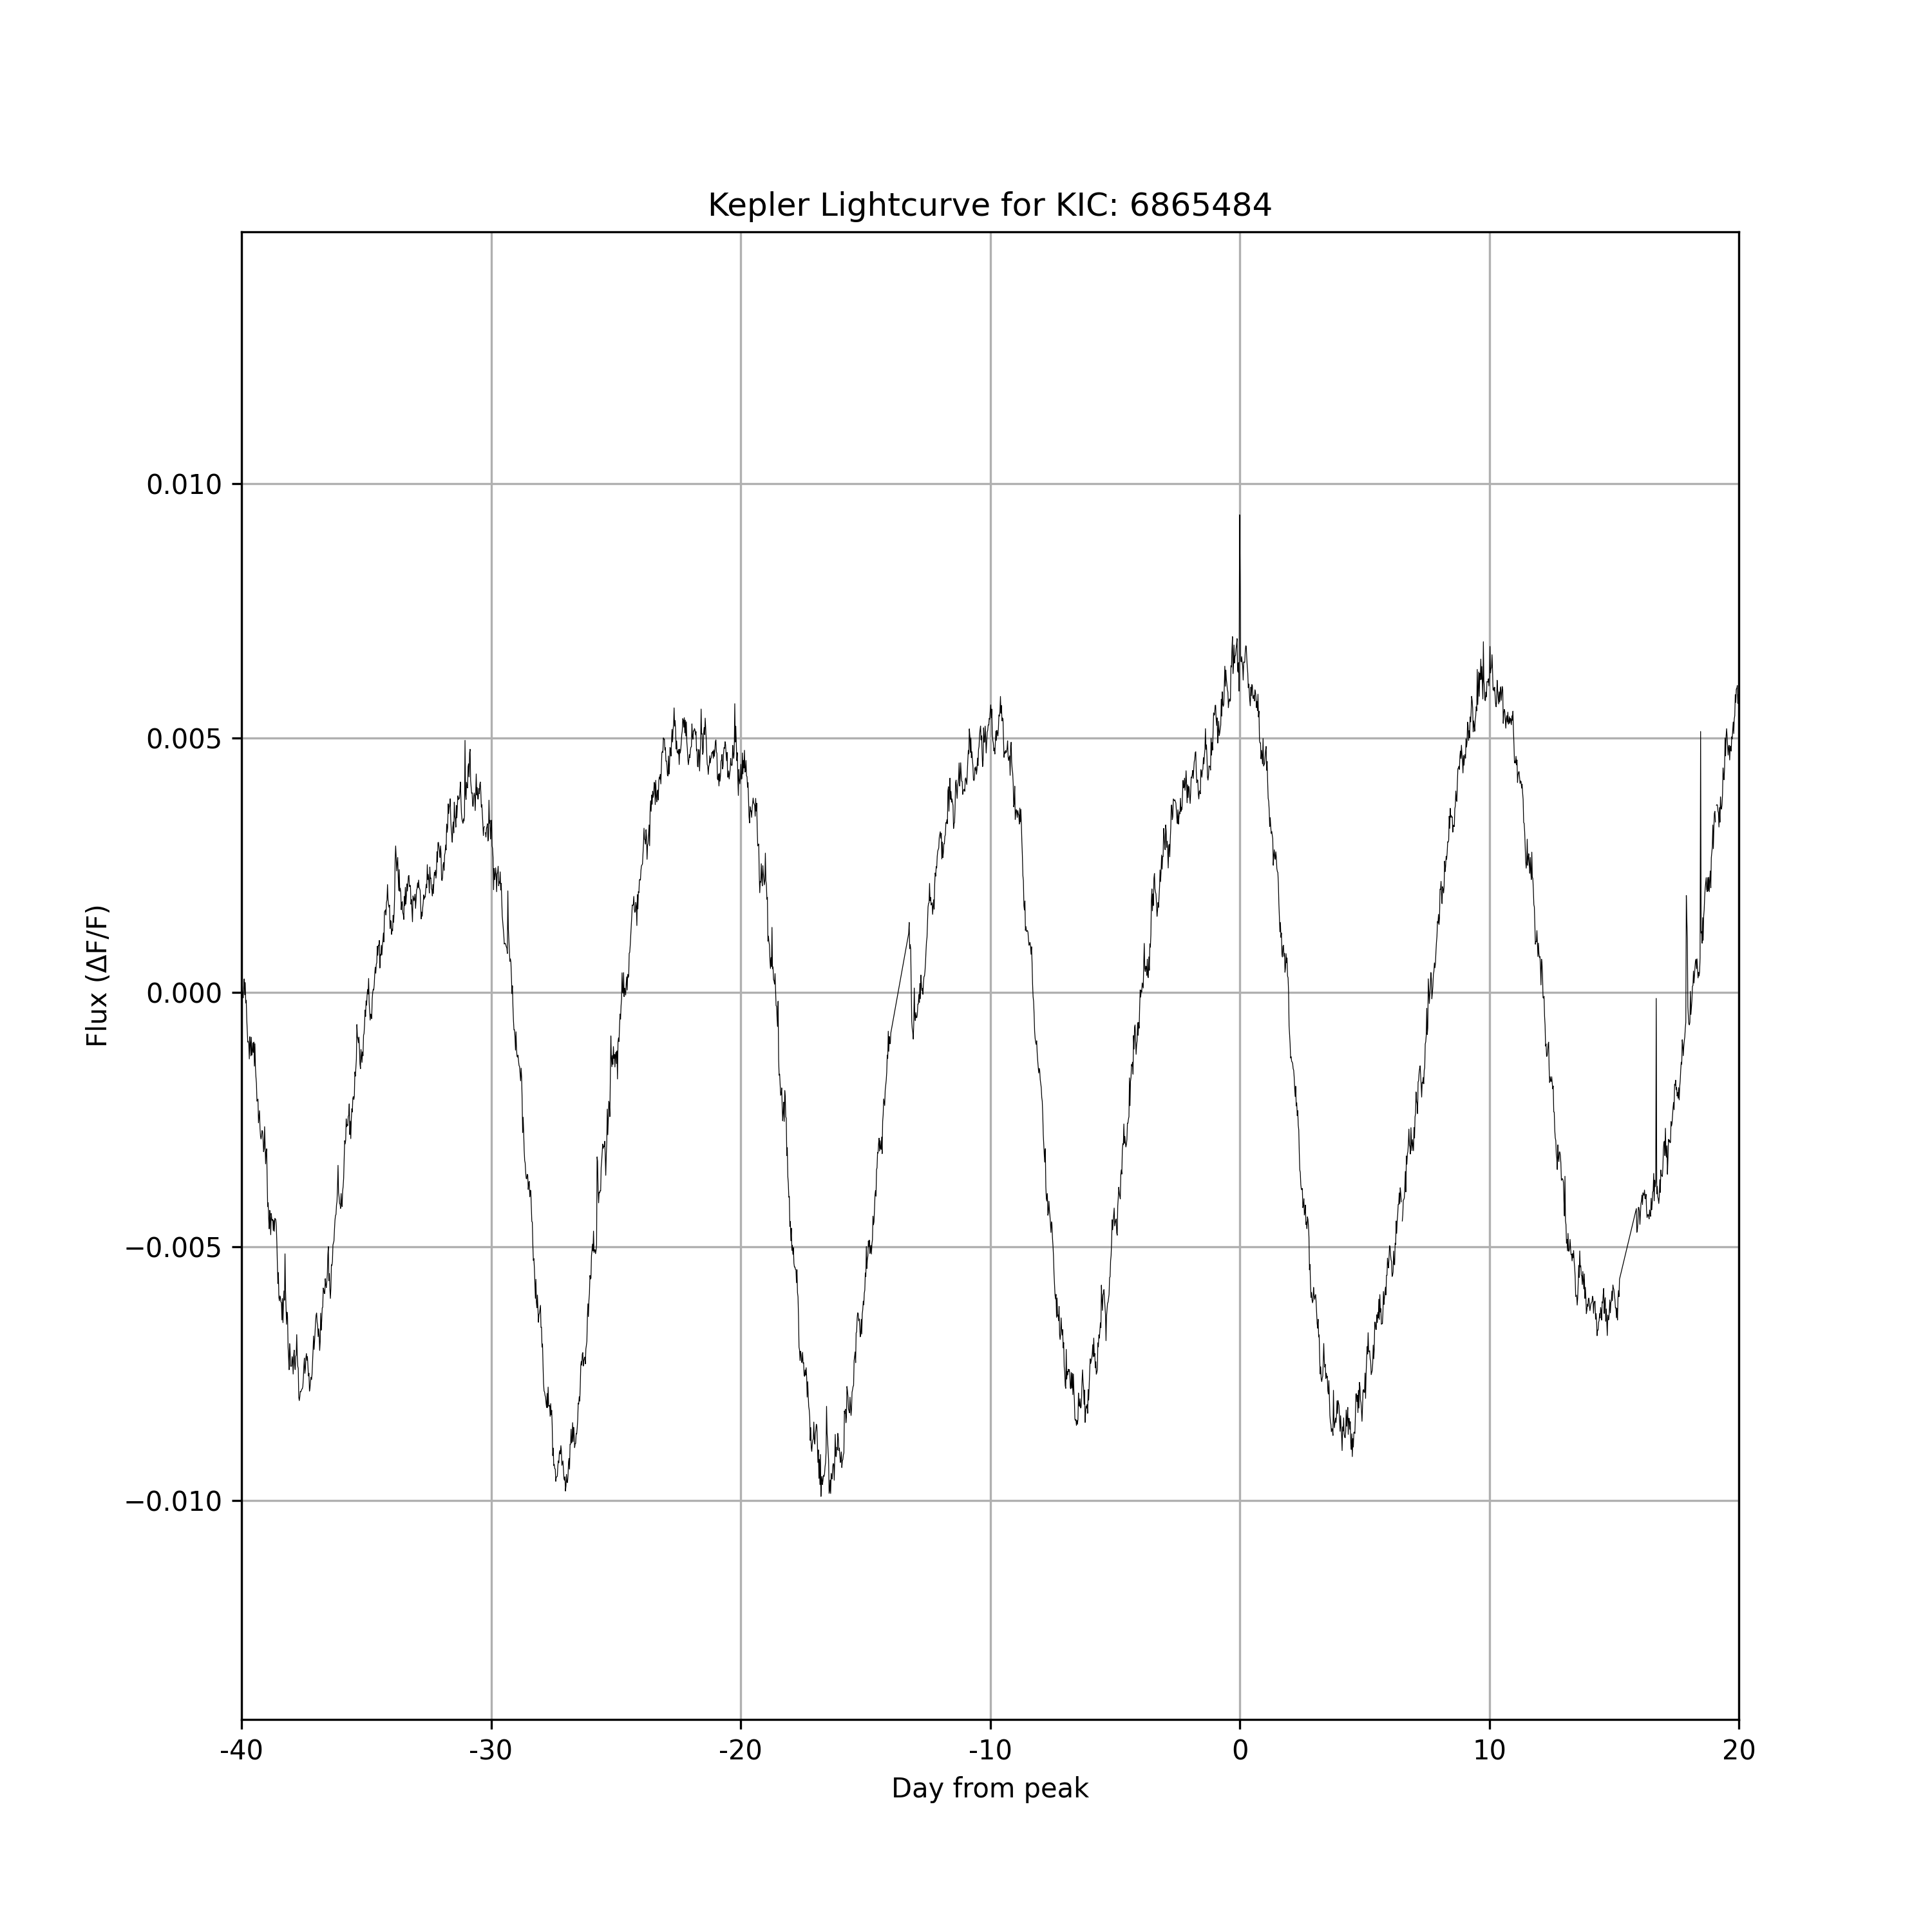 Kepler Lightcurve for KIC: 6865484
0.010
0.005
0.000
−0.005
−0.010
Flux (ΔF/F)
-40 -30 -20 -10 0 10 20
Day from peak